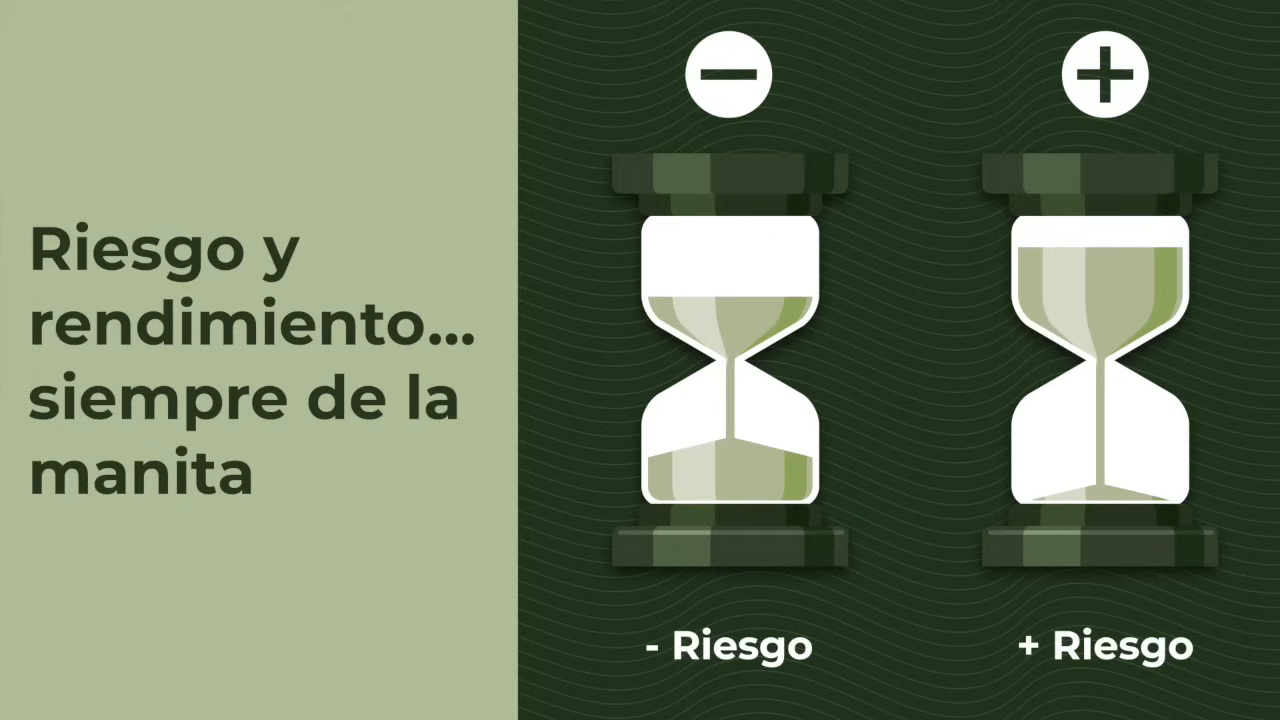 Riesgo y
rendimiento...
siempre de la
manita
- Riesgo
+ Riesgo